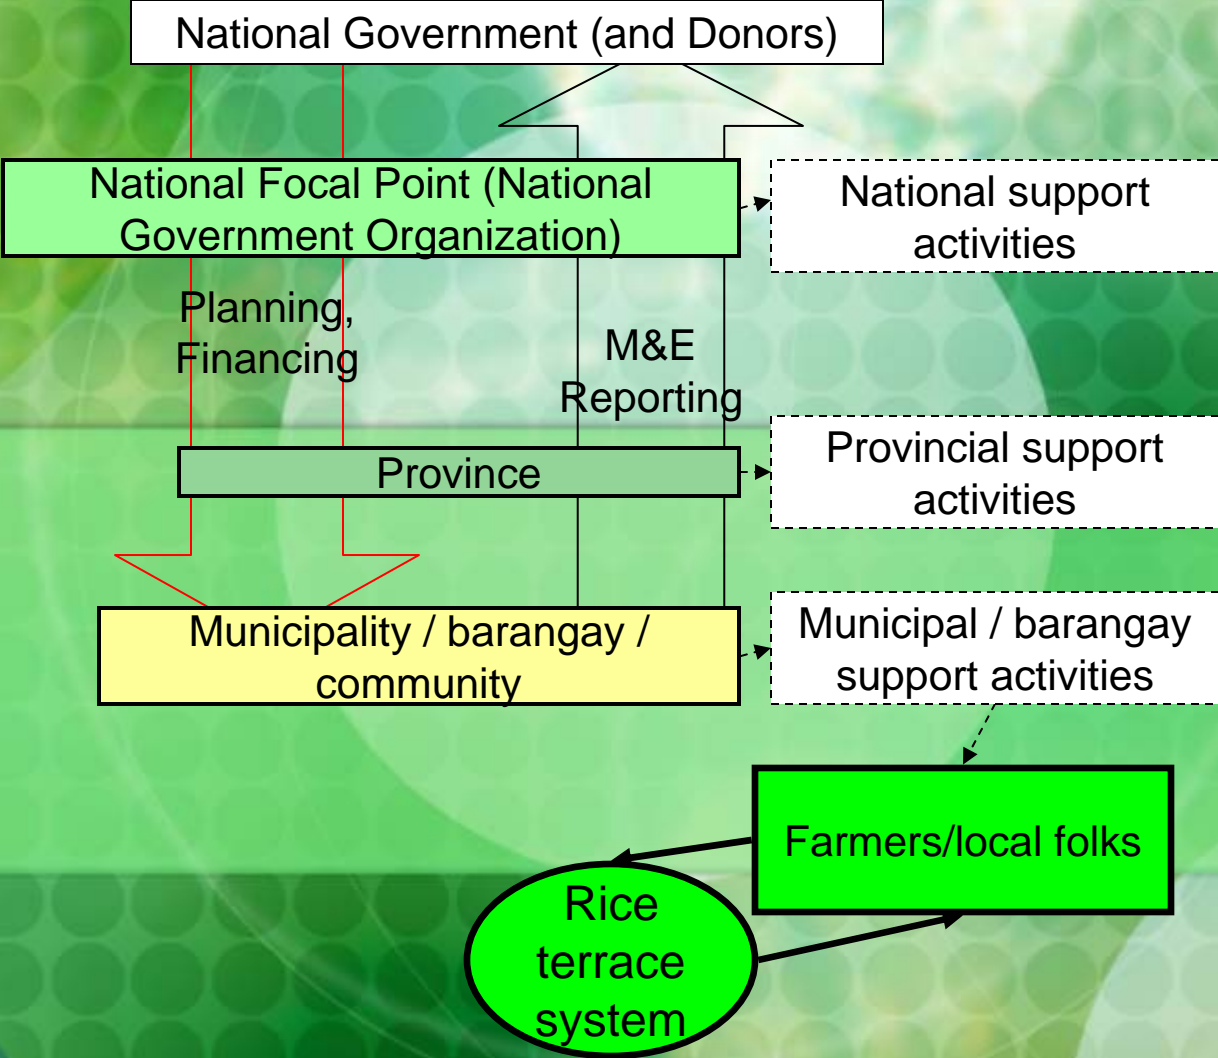 National Government (and Donors)
National Focal Point (National
Government Organization)
National support
activities
Planning,
Financing
M&E
Reporting
Province
Provincial support
activities
Municipality / barangay /
community
Municipal / barangay
support activities
Farmers/local folks
Rice
terrace
system